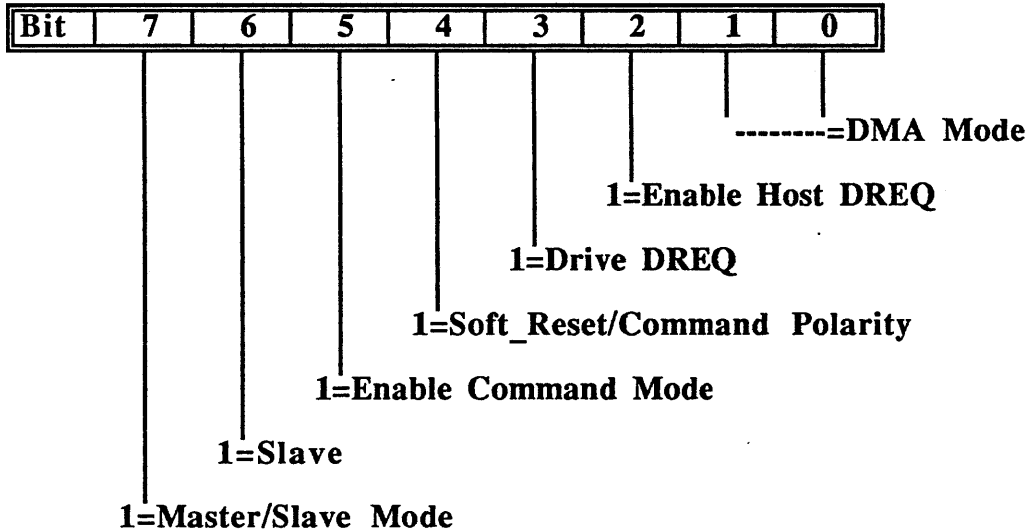 Bit 7 6 5 4 3 2 1 0
--------=DMA Mode
1=Enable Host DREQ
1=Drive DREQ
1=Soft_Reset/Command Polarity
1=Enable Command Mode
1=Slave
1=Master/Slave Mode